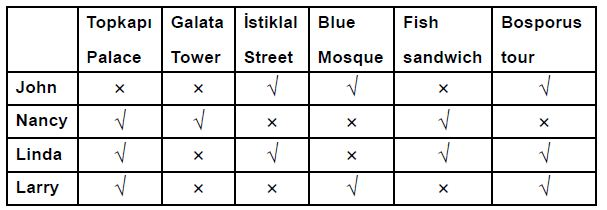 Topkapı Palace Galata Tower İstiklal Street Blue Mosque Fish sandwich Bosporus tour
John × × √ √ × √
Nancy √ √ × × √ ×
Linda √ × √ × √ √
Larry √ × × √ × √